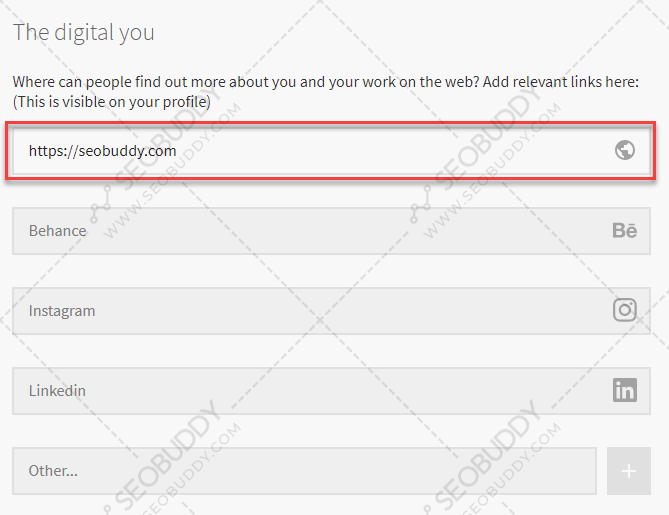 The digital you
Where can people find out more about you and your work on the web? Add relevant links here:
(This is visible on your profile)
https://seobuddy.com
Behance
Bē
Instagram
Linkedin
in
Other...
+
SEOBUDDY
WWW.SEOBUDDY.COM
SEOBUDDY
WWW.SEOBUDDY.COM
SEOBUDDY
WWW.SEOBUDDY.COM
SEOBUDDY
WWW.SEOBUDDY.COM